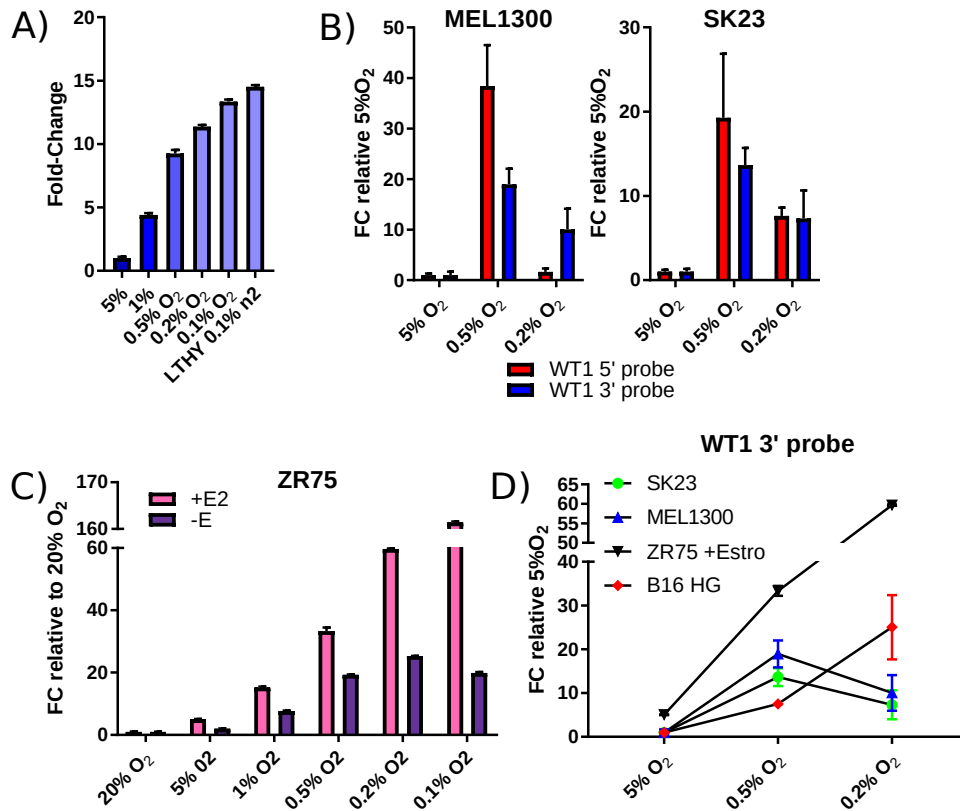 A)
Fold-Change
20
15
10
5
0
5%
1%
0.5% O2
0.2% O2
0.1% O2
LTHY 0.1% n2
B)
MEL1300
FC relative 5%O2
50
40
30
20
10
0
5% O2
0.5% O2
0.2% O2
SK23
FC relative 5%O2
30
20
10
0
5% O2
0.5% O2
0.2% O2
WT1 5' probe
WT1 3' probe
C)
ZR75
FC relative to 20% O2
170
160
60
40
20
0
+E2
-E
20% O2
5% 02
1% O2
0.5% O2
0.2% O2
0.1% O2
D)
WT1 3' probe
FC relative 5%O2
60
55
50
40
30
20
10
0
SK23
MEL1300
ZR75 +Estro
B16 HG
5% O2
0.5% O2
0.2% O2